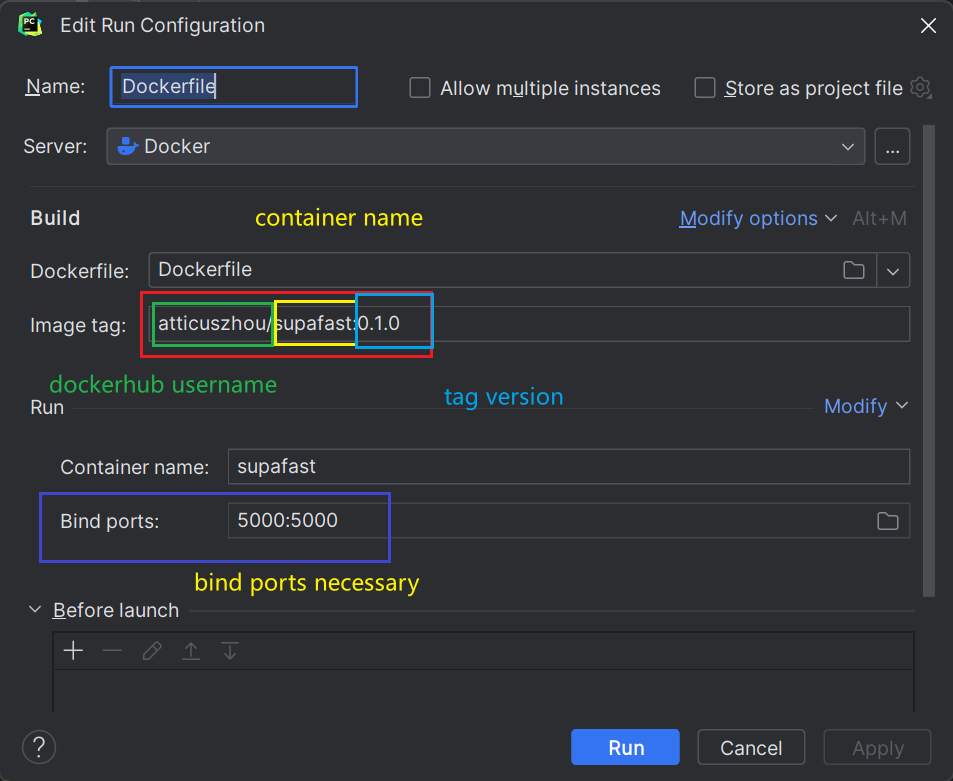 PC
Edit Run Configuration
Name: Dockerfile Allow multiple instances Store as project file
Server: Docker ...
Build container name Modify options Alt+M
Dockerfile: Dockerfile
Image tag: atticuszhou/supafast:0.1.0
dockerhub username
tag version
Run Modify
Container name: supafast
Bind ports: 5000:5000
bind ports necessary
Before launch
? Run Cancel Apply